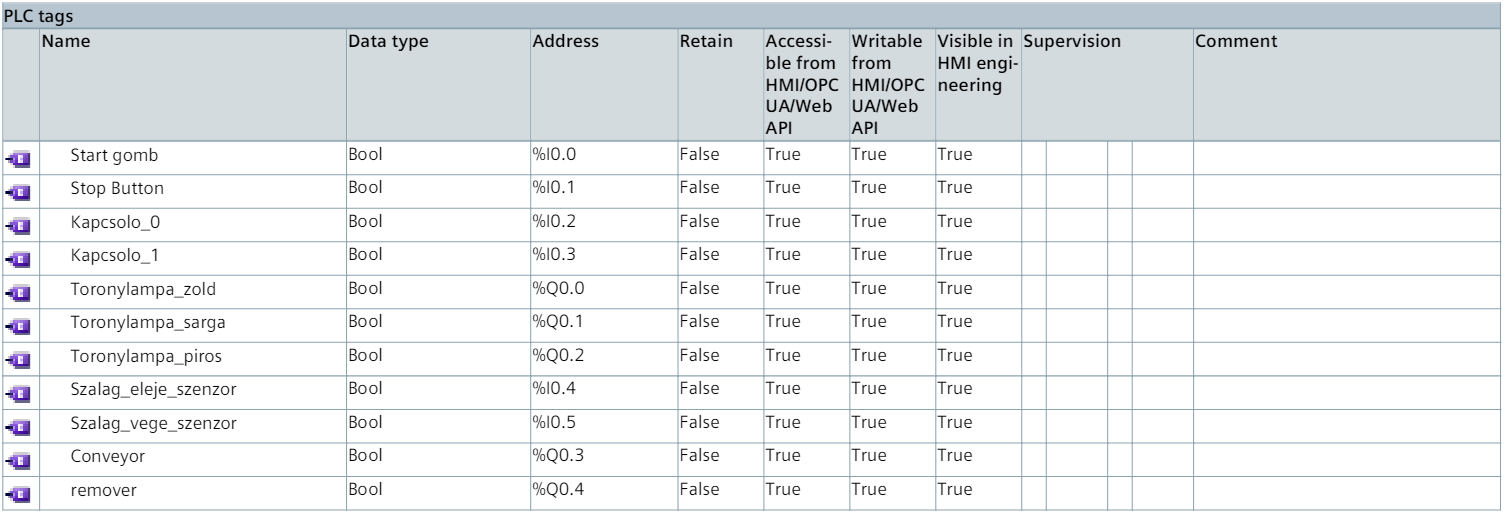 PLC tags
Name Data type Address Retain Accessi- Writable Visible in Supervision Comment
ble from from HMI engi-
HMI/OPC HMI/OPC neering
UA/Web UA/Web
API API
Start gomb Bool %I0.0 False True True True
Stop Button Bool %I0.1 False True True True
Kapcsolo_0 Bool %I0.2 False True True True
Kapcsolo_1 Bool %I0.3 False True True True
Toronylampa_zold Bool %Q0.0 False True True True
Toronylampa_sarga Bool %Q0.1 False True True True
Toronylampa_piros Bool %Q0.2 False True True True
Szalag_eleje_szenzor Bool %I0.4 False True True True
Szalag_vege_szenzor Bool %I0.5 False True True True
Conveyor Bool %Q0.3 False True True True
remover Bool %Q0.4 False True True True